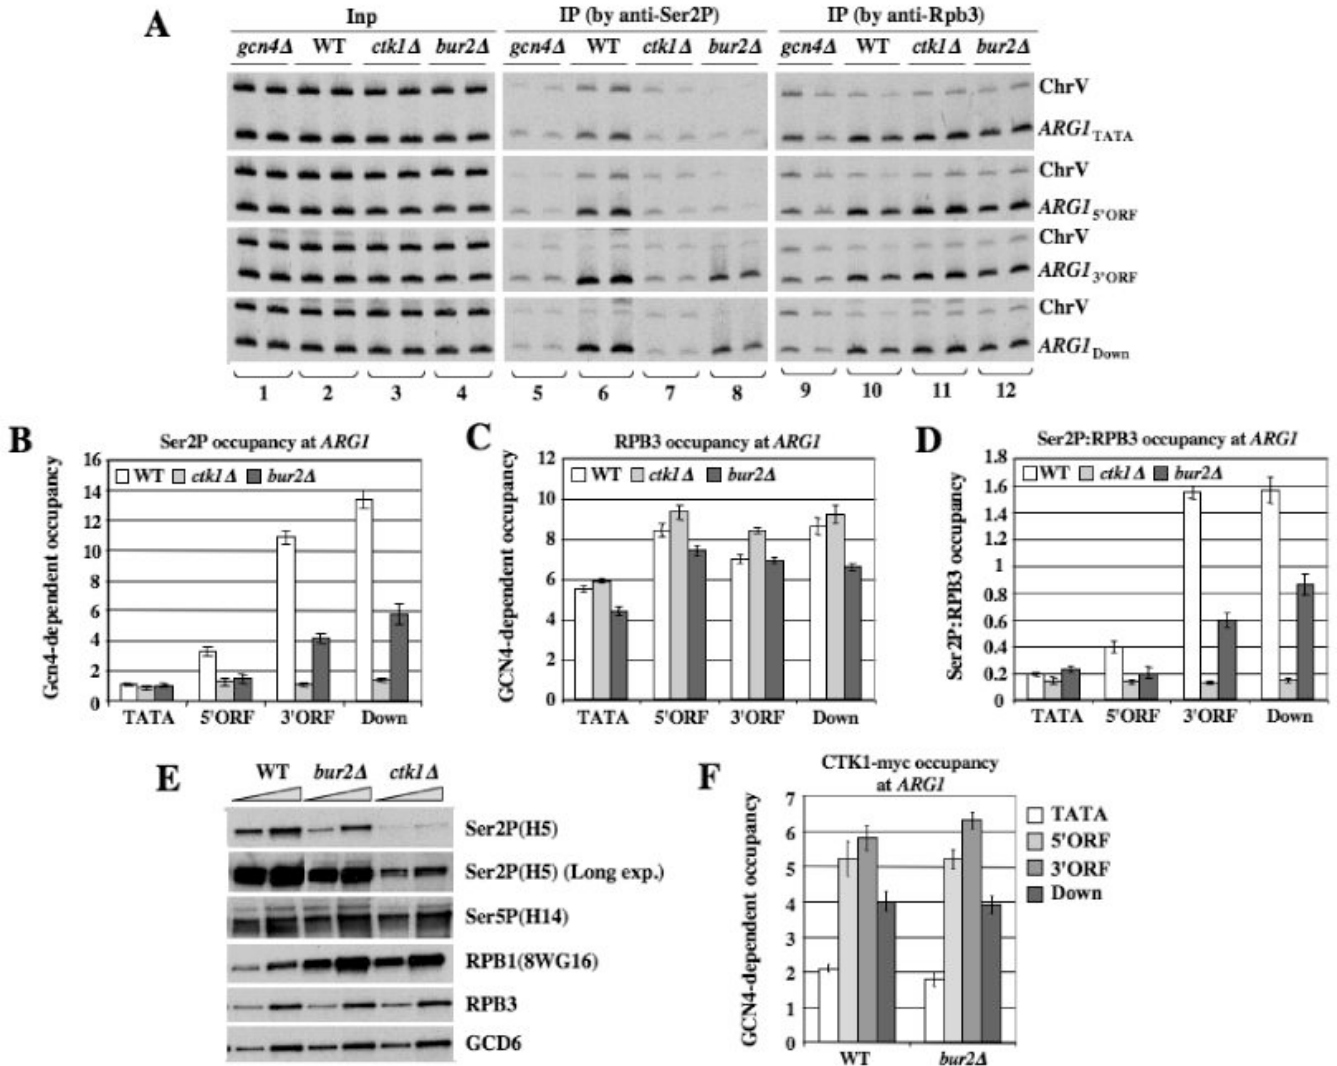 A
Inp
IP (by anti-Ser2P)
IP (by anti-Rpb3)
gcn4Δ WT ctk1Δ bur2Δ gcn4Δ WT ctk1Δ bur2Δ gcn4Δ WT ctk1Δ bur2Δ
ChrV
ARG1TATA
ChrV
ARG15'ORF
ChrV
ARG13'ORF
ChrV
ARG1Down
1 2 3 4 5 6 7 8 9 10 11 12
B
Ser2P occupancy at ARG1
Gcn4-dependent occupancy
WT ctk1Δ bur2Δ
16
14
12
10
8
6
4
2
0
TATA 5'ORF 3'ORF Down
C
RPB3 occupancy at ARG1
GCN4-dependent occupancy
WT ctk1Δ bur2Δ
12
10
8
6
4
2
0
TATA 5'ORF 3'ORF Down
D
Ser2P:RPB3 occupancy at ARG1
Ser2P:RPB3 occupancy
WT ctk1Δ bur2Δ
1.8
1.6
1.4
1.2
1
0.8
0.6
0.4
0.2
0
TATA 5'ORF 3'ORF Down
E
WT bur2Δ ctk1Δ
Ser2P(H5)
Ser2P(H5) (Long exp.)
Ser5P(H14)
RPB1(8WG16)
RPB3
GCD6
F
CTK1-myc occupancy
at ARG1
GCN4-dependent occupancy
7
6
5
4
3
2
1
0
WT bur2Δ
TATA
5'ORF
3'ORF
Down